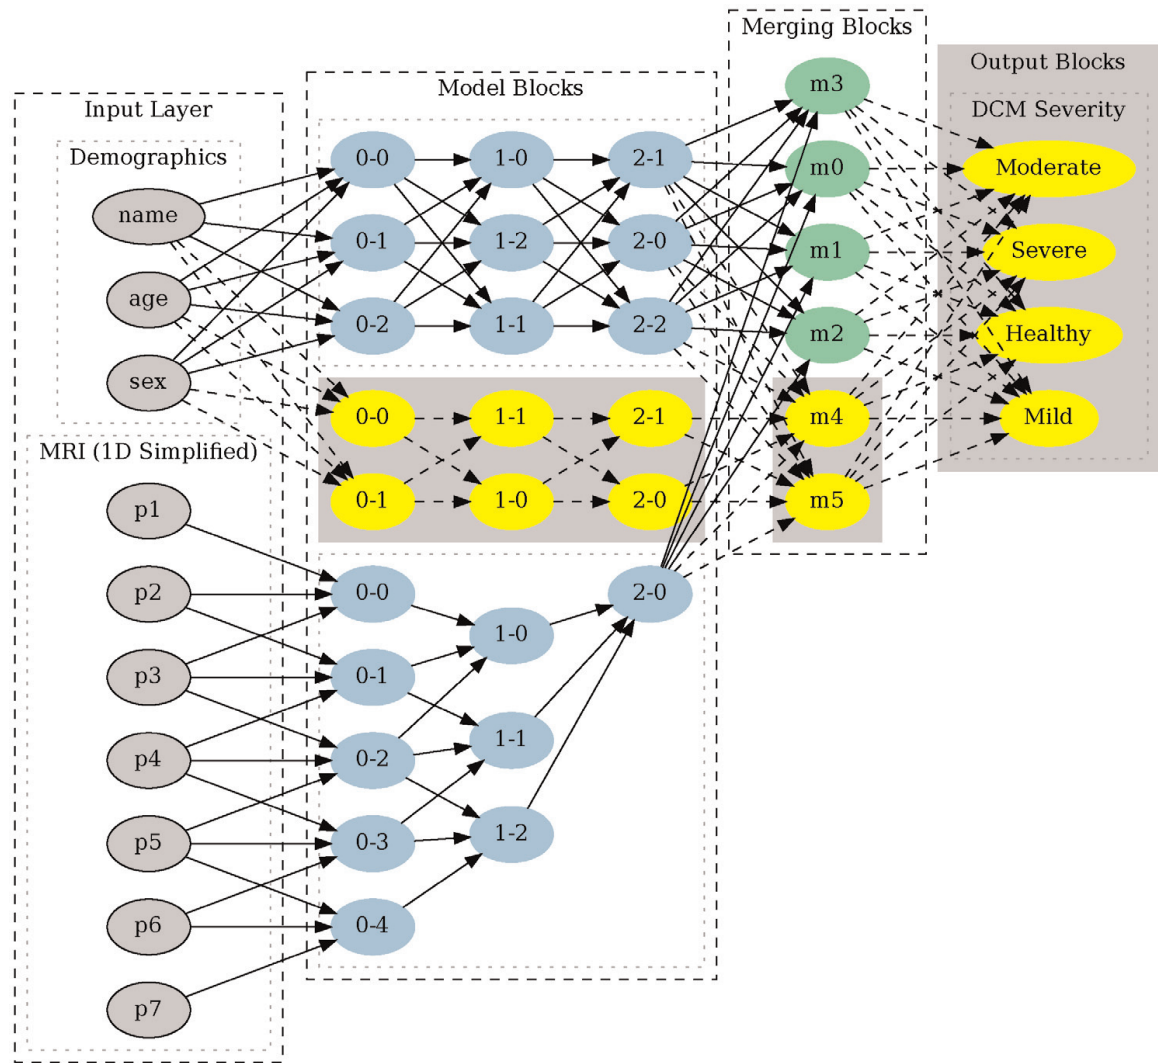 Input Layer
Demographics
name
age
sex
MRI (1D Simplified)
p1
p2
p3
p4
p5
p6
p7
Model Blocks
0-0
1-0
2-1
0-1
1-2
2-0
0-2
1-1
2-2
0-0
1-1
2-1
0-1
1-0
2-0
0-0
2-0
1-0
0-1
1-1
0-2
1-2
0-3
0-4
Merging Blocks
m3
m0
m1
m2
m4
m5
Output Blocks
DCM Severity
Moderate
Severe
Healthy
Mild